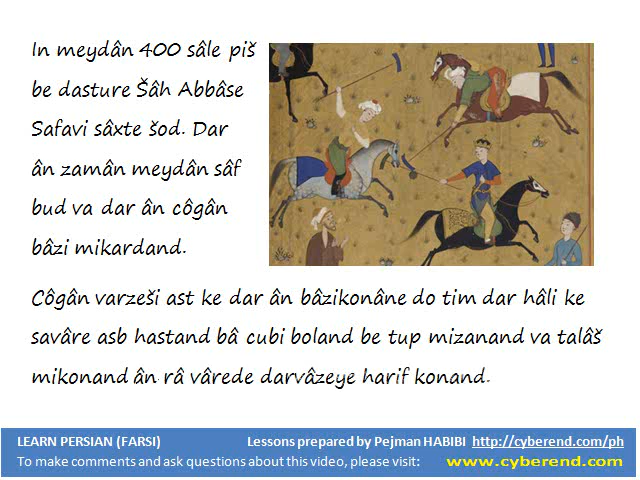 In meydân 400 sâle piš
be dasture Šâh Abbâse
Safavi sâxte šod. Dar
ân zamân meydân sâf
bud va dar ân côgân
bâzi mikardand.
Côgân varzeši ast ke dar ân bâzikonâne do tim dar hâli ke
savâre asb hastand bâ cubi boland be tup mizanand va talâš
mikonand ân râ vârede darvâzeye harif konand.
LEARN PERSIAN (FARSI) Lessons prepared by Pejman HABIBI http://cyberend.com/ph
To make comments and ask questions about this video, please visit: www.cyberend.com